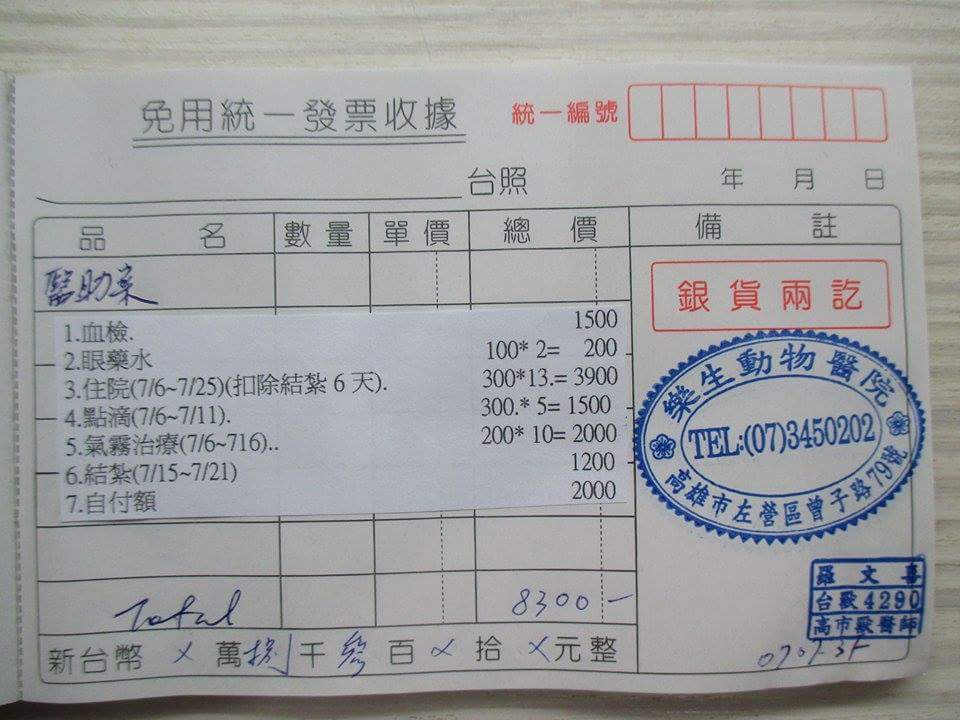 免用統一發票收據
統一編號
台照
年 月 日
品名 數量 單價 總價 備註
醫助案
銀貨兩訖
1.血檢. 1500
2.眼藥水 100* 2= 200
3.住院(7/6~7/25)(扣除結紮 6 天). 300*13.= 3900
4.點滴(7/6~7/11). 300.* 5= 1500
5.氣霧治療(7/6~716).. 200* 10= 2000
6.結紮(7/15~7/21) 1200
7.自付額 2000
樂生動物醫院
TEL:(07)3450202
高雄市左營區曾子路79號
Total 8300 —
新台幣 ㄨ 萬 捌 千 參 百 ㄨ 拾 ㄨ 元整
羅文喜
台獸4290
高市獸醫師